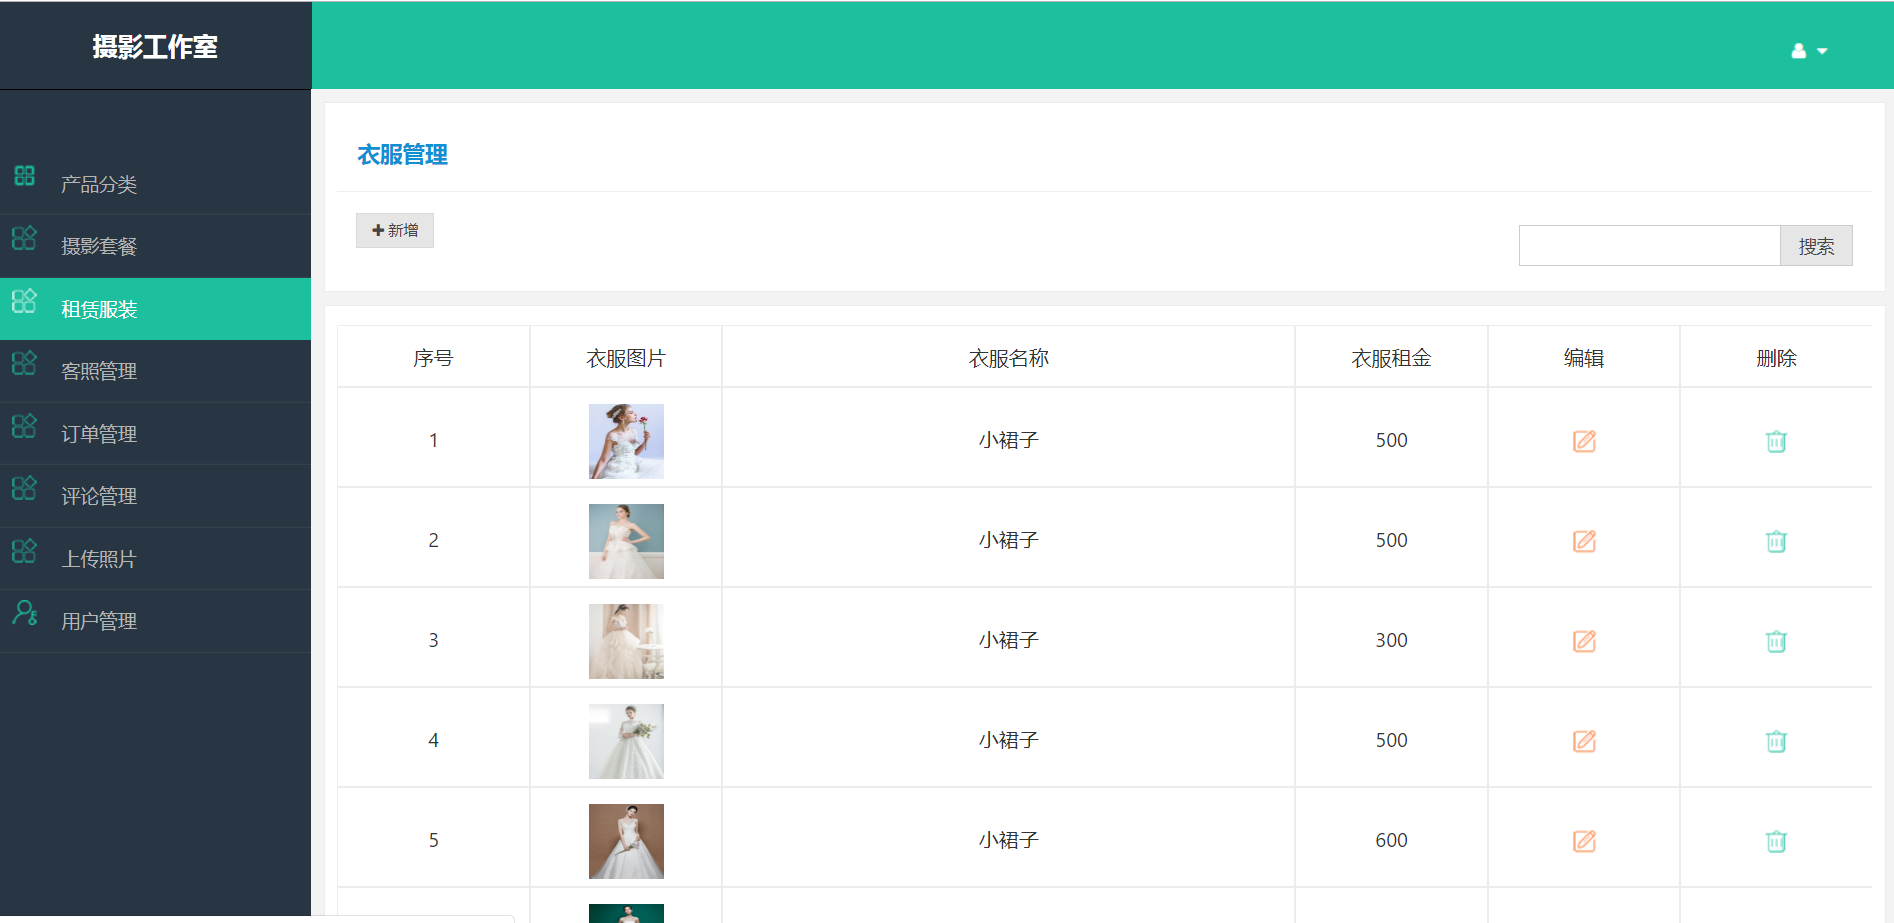 摄影工作室
产品分类
摄影套餐
租赁服装
客照管理
订单管理
评论管理
上传照片
用户管理
衣服管理
新增
搜索
序号 衣服图片 衣服名称 衣服租金 编辑 删除
1 小裙子 500
2 小裙子 500
3 小裙子 300
4 小裙子 500
5 小裙子 600